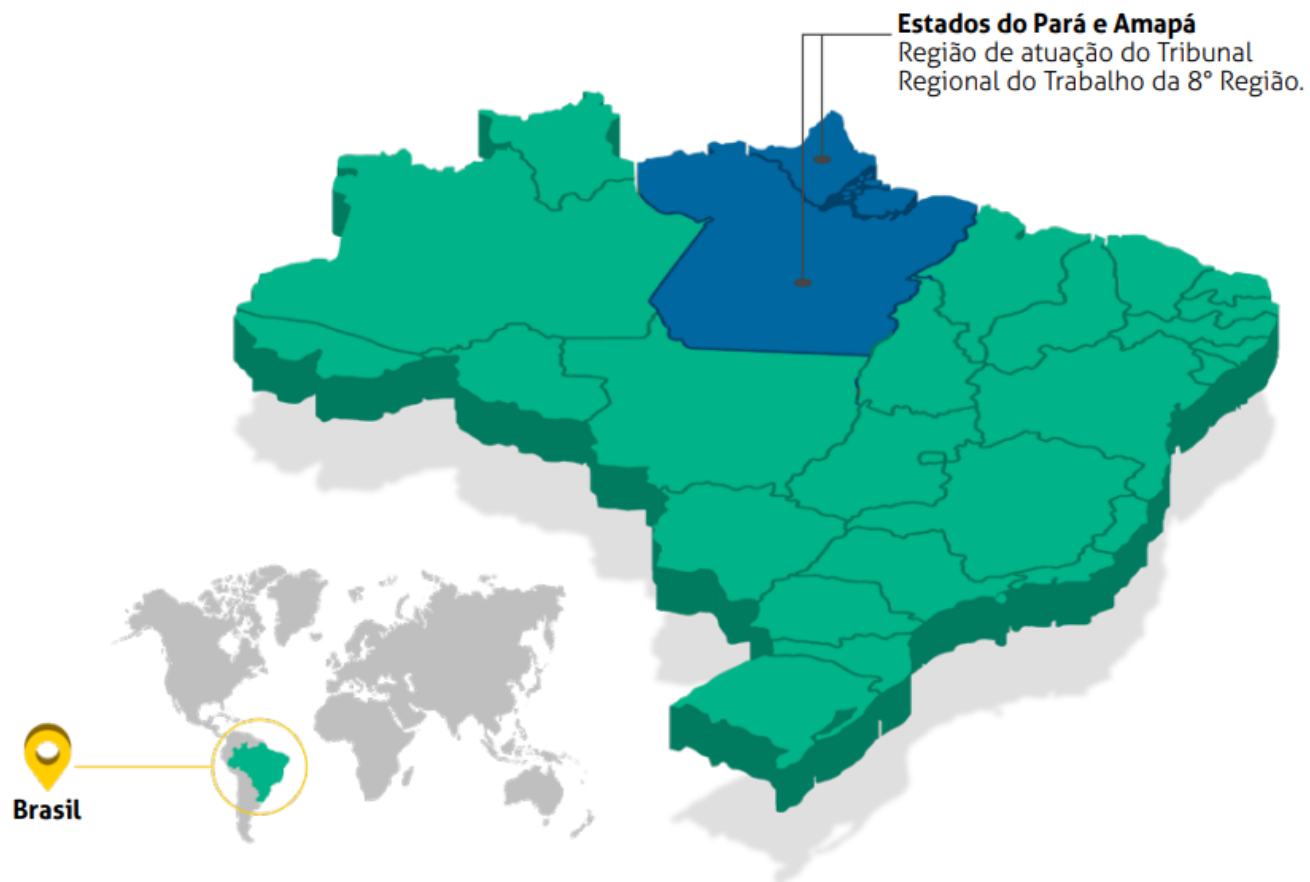 Estados do Pará e Amapá
Região de atuação do Tribunal
Regional do Trabalho da 8° Região.
Brasil